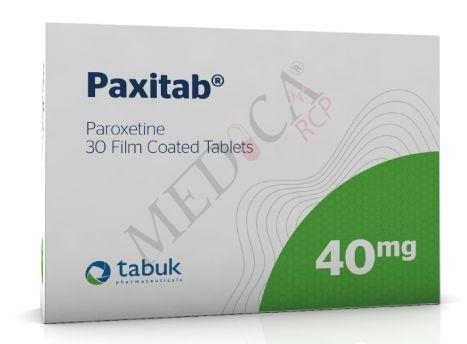 Paxitab®
Paroxetine
30 Film Coated Tablets
MEDICA®
RCP
tabuk
pharmaceuticals
40mg